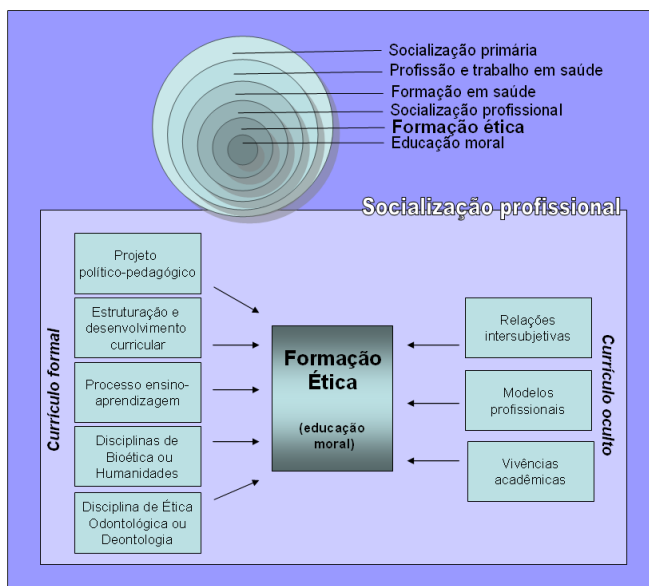 Socialização primária
Profissão e trabalho em saúde
Formação em saúde
Socialização profissional
Formação ética
Educação moral
Socialização profissional
Currículo formal
Projeto
político-pedagógico
Estruturação e
desenvolvimento
curricular
Processo ensino-
aprendizagem
Disciplinas de
Bioética ou
Humanidades
Disciplina de Ética
Odontológica ou
Deontologia
Formação
Ética
(educação
moral)
Relações
intersubjetivas
Modelos
profissionais
Vivências
acadêmicas
Currículo oculto